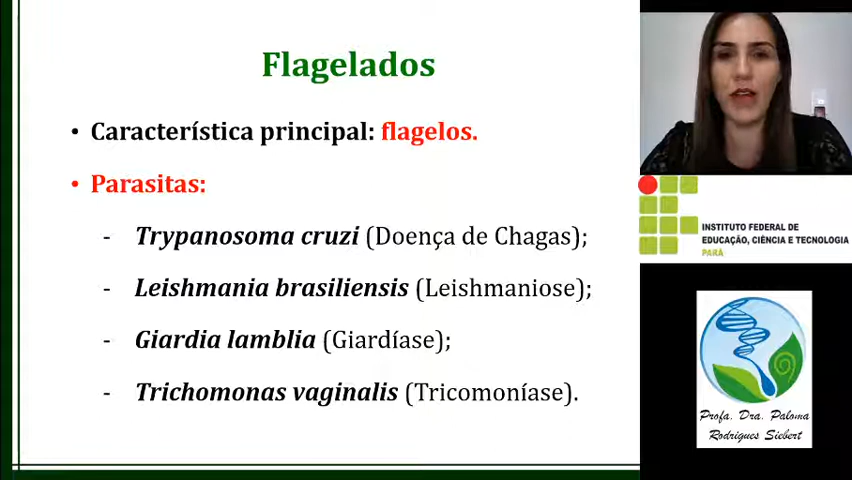 Flagelados
• Característica principal: flagelos.
• Parasitas:
- Trypanosoma cruzi (Doença de Chagas);
- Leishmania brasiliensis (Leishmaniose);
- Giardia lamblia (Giardíase);
- Trichomonas vaginalis (Tricomoníase).
INSTITUTO FEDERAL DE
EDUCAÇÃO, CIÊNCIA E TECNOLOGIA
PARÁ
Profa. Dra. Paloma
Rodrigues Siebert